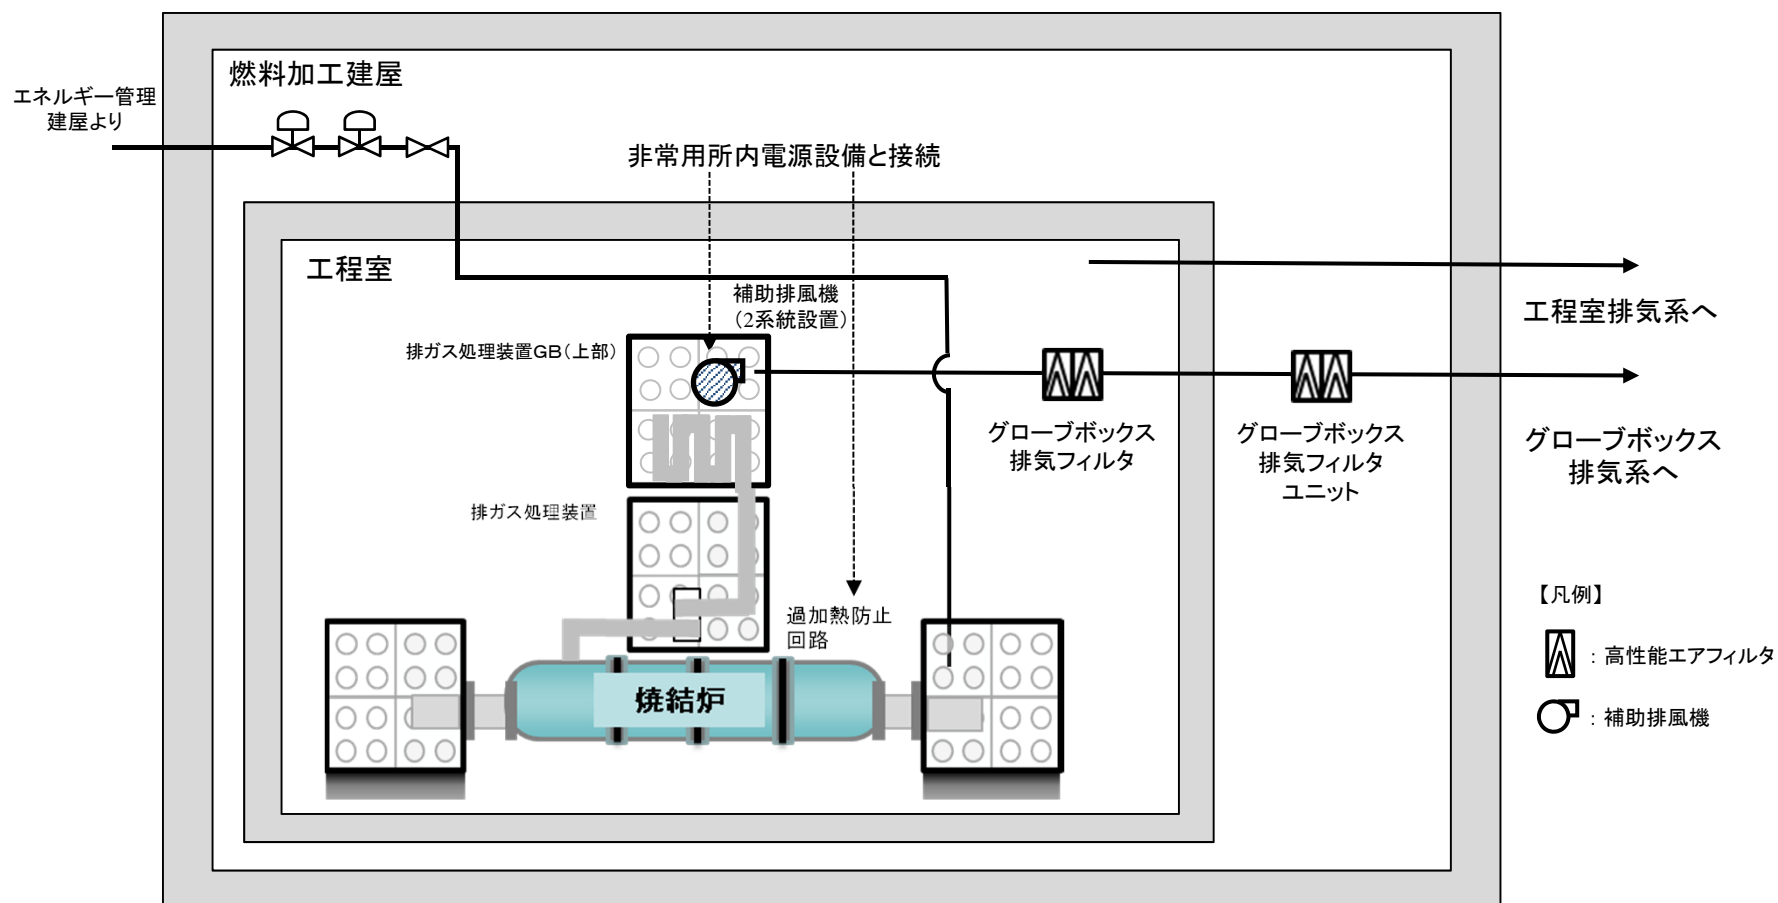 燃料加工建屋
エネルギー管理
建屋より
非常用所内電源設備と接続
工程室
補助排風機
（2系統設置）
排ガス処理装置GB（上部）
工程室排気系へ
グローブボックス
排気フィルタ
グローブボックス
排気フィルタ
ユニット
グローブボックス
排気系へ
排ガス処理装置
過加熱防止
回路
焼結炉
【凡例】
：高性能エアフィルタ
：補助排風機